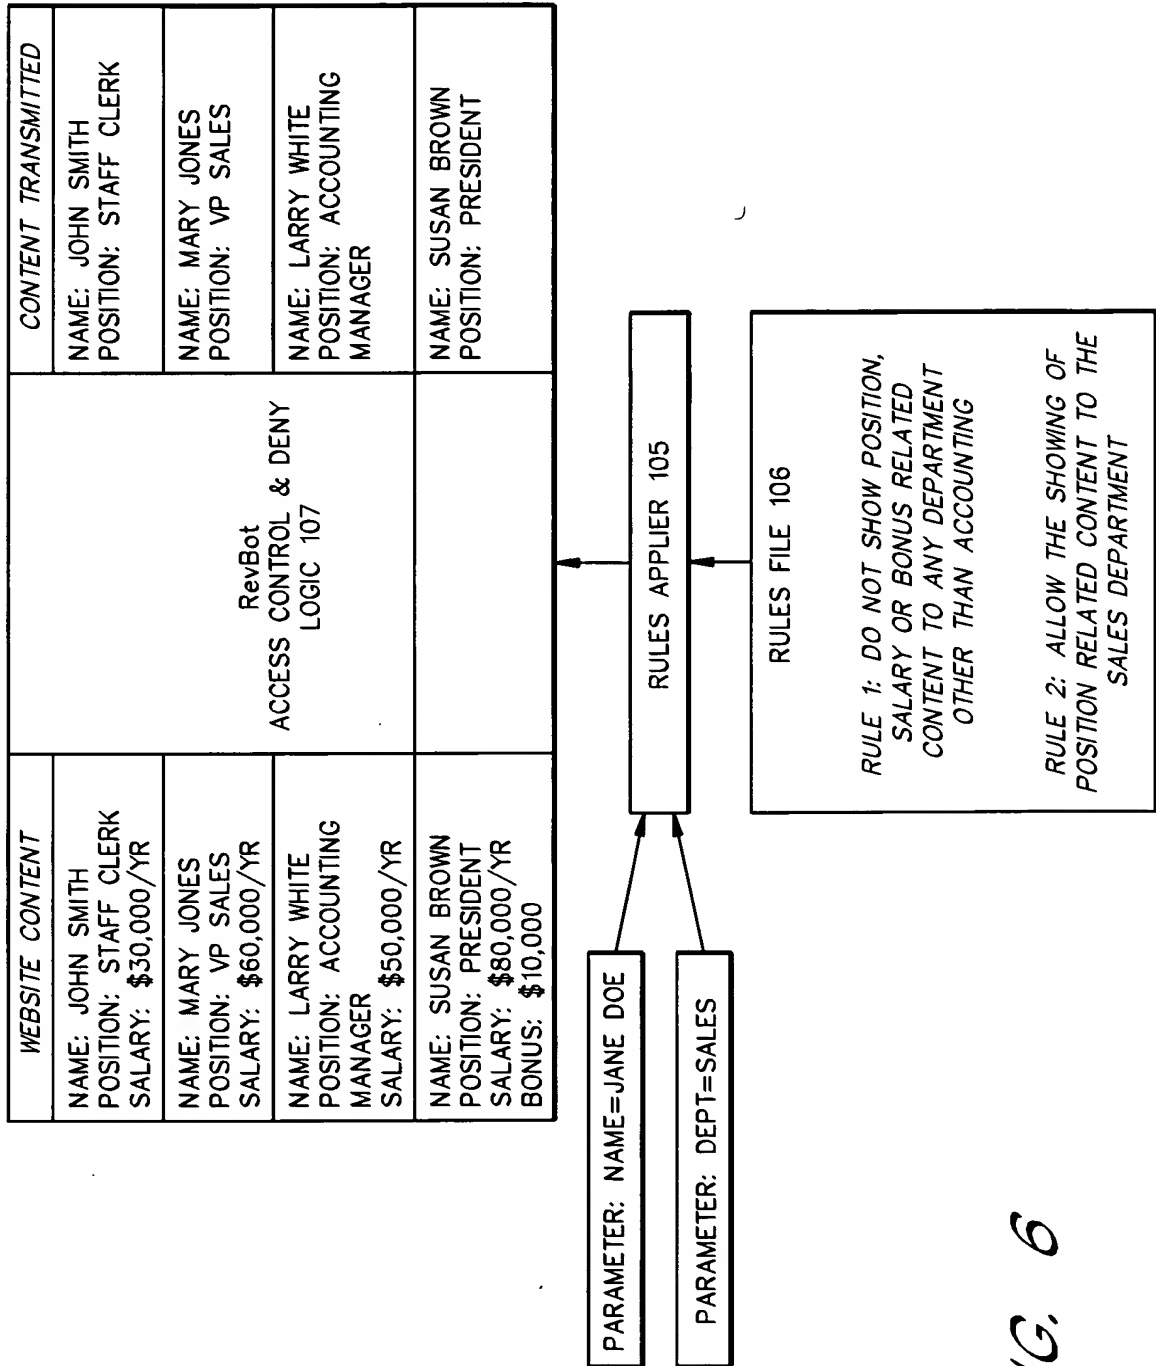 WEBSITE CONTENT
NAME: JOHN SMITH
POSITION: STAFF CLERK
SALARY: $30,000/YR
NAME: MARY JONES
POSITION: VP SALES
SALARY: $60,000/YR
NAME: LARRY WHITE
POSITION: ACCOUNTING
MANAGER
SALARY: $50,000/YR
NAME: SUSAN BROWN
POSITION: PRESIDENT
SALARY: $80,000/YR
BONUS: $10,000
RevBot
ACCESS CONTROL & DENY
LOGIC 107
CONTENT TRANSMITTED
NAME: JOHN SMITH
POSITION: STAFF CLERK
NAME: MARY JONES
POSITION: VP SALES
NAME: LARRY WHITE
POSITION: ACCOUNTING
MANAGER
NAME: SUSAN BROWN
POSITION: PRESIDENT
PARAMETER: NAME=JANE DOE
PARAMETER: DEPT=SALES
RULES APPLIER 105
RULES FILE 106
RULE 1: DO NOT SHOW POSITION,
SALARY OR BONUS RELATED
CONTENT TO ANY DEPARTMENT
OTHER THAN ACCOUNTING
RULE 2: ALLOW THE SHOWING OF
POSITION RELATED CONTENT TO THE
SALES DEPARTMENT
G. 6